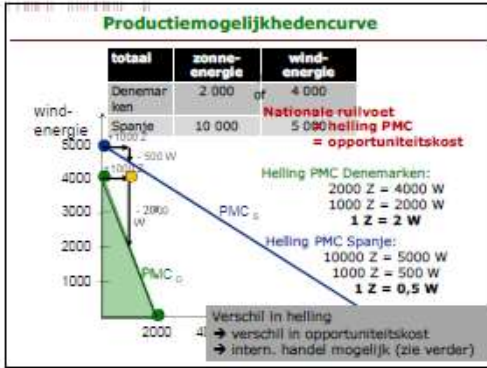 Productiemogelijkhedencurve
totaal zonne-energie wind-energie
Denemarken 2 000 of 4 000
Spanje 10 000 5 000
Nationale ruilvoet
= helling PMC
= opportuniteitskost
wind-
energie
5000
4000
3000
2000
1000
+1000 Z
- 500 W
+1000 Z
- 2000
W
PMC S
PMC D
Helling PMC Denemarken:
2000 Z = 4000 W
1000 Z = 2000 W
1 Z = 2 W
Helling PMC Spanje:
10000 Z = 5000 W
1000 Z = 500 W
1 Z = 0,5 W
2000
Verschil in helling
➔ verschil in opportuniteitskost
➔ intern. handel mogelijk (zie verder)